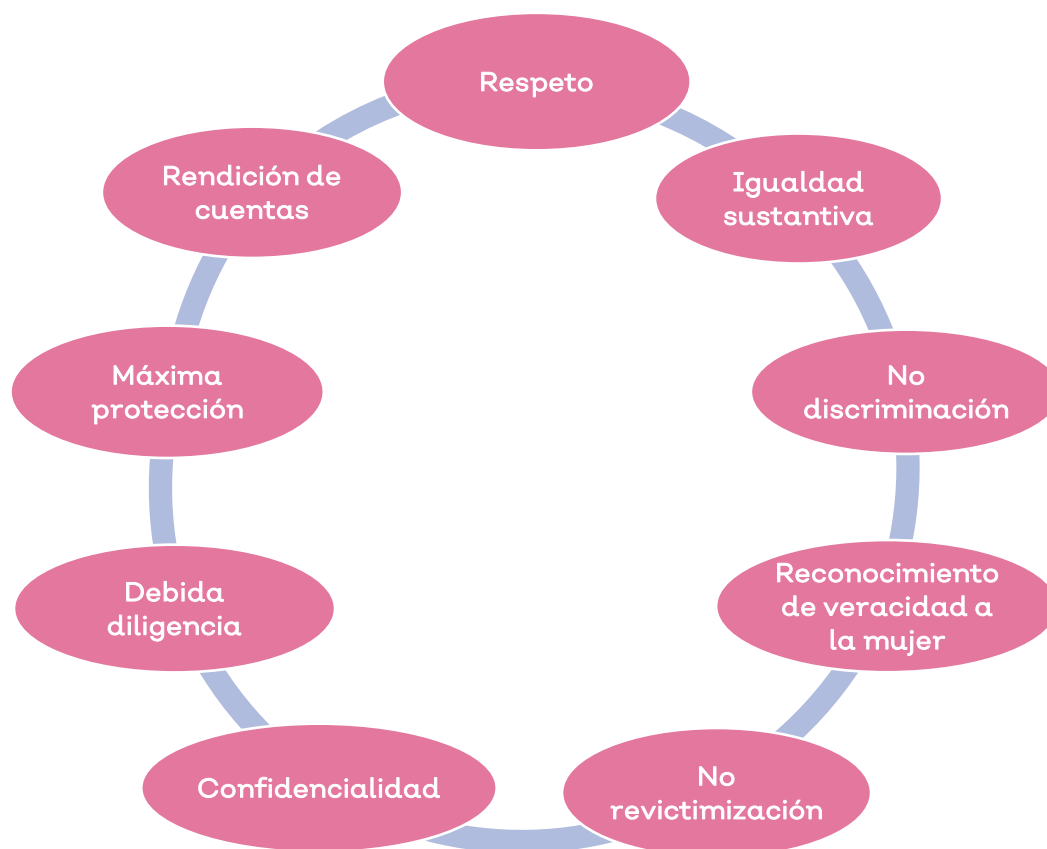 Respeto
Igualdad
sustantiva
No
discriminación
Reconocimiento
de veracidad a
la mujer
No
revictimización
Confidencialidad
Debida
diligencia
Máxima
protección
Rendición de
cuentas